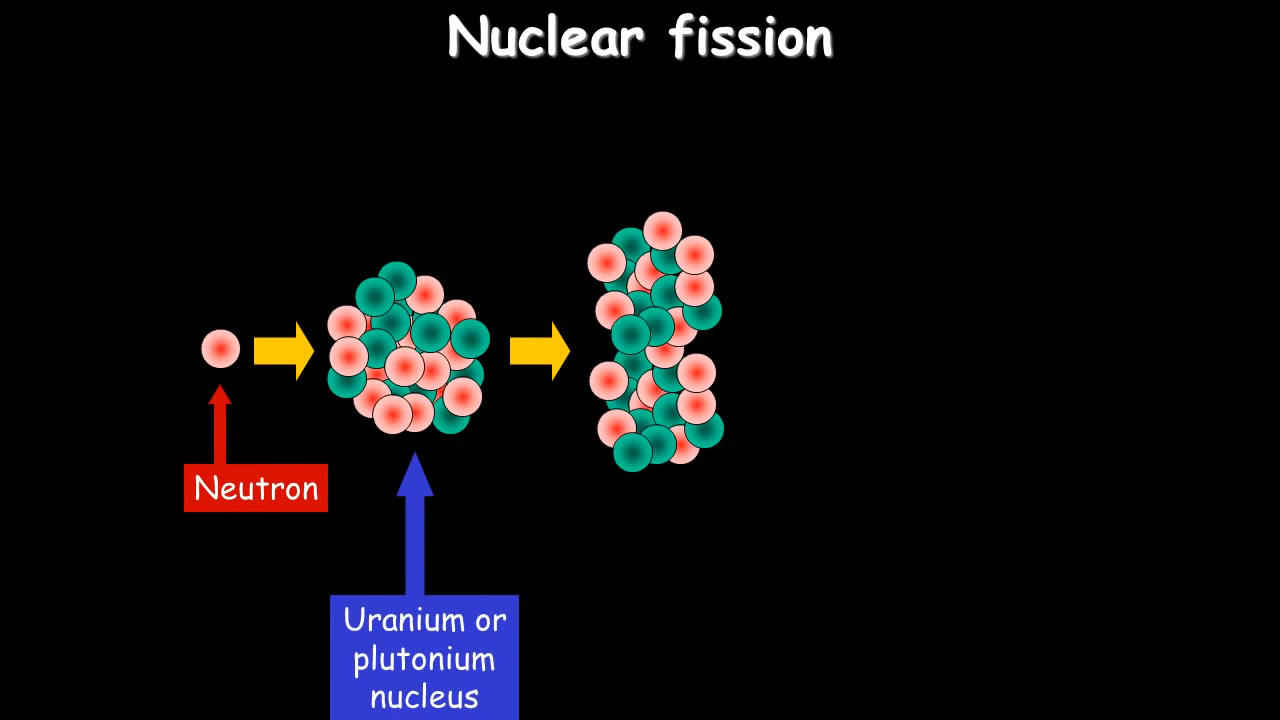 Nuclear fission
Neutron
Uranium or
plutonium
nucleus